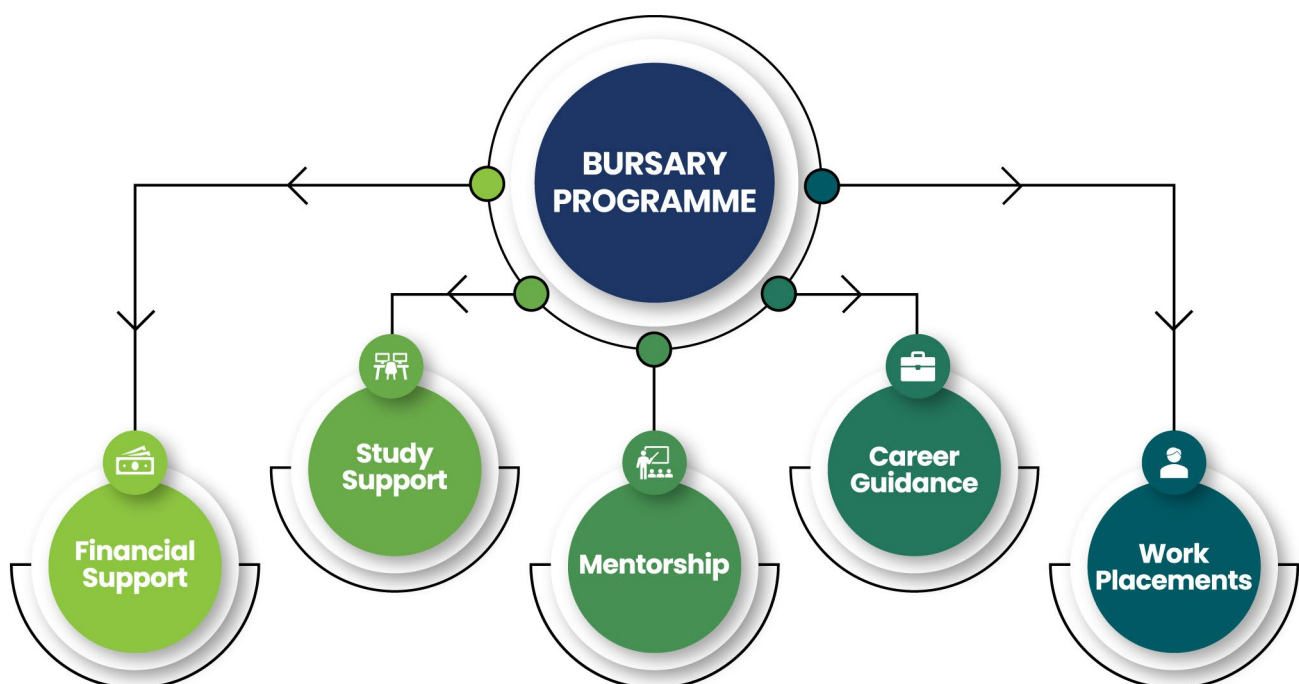 BURSARY
PROGRAMME
Financial
Support
Study
Support
Mentorship
Career
Guidance
Work
Placements